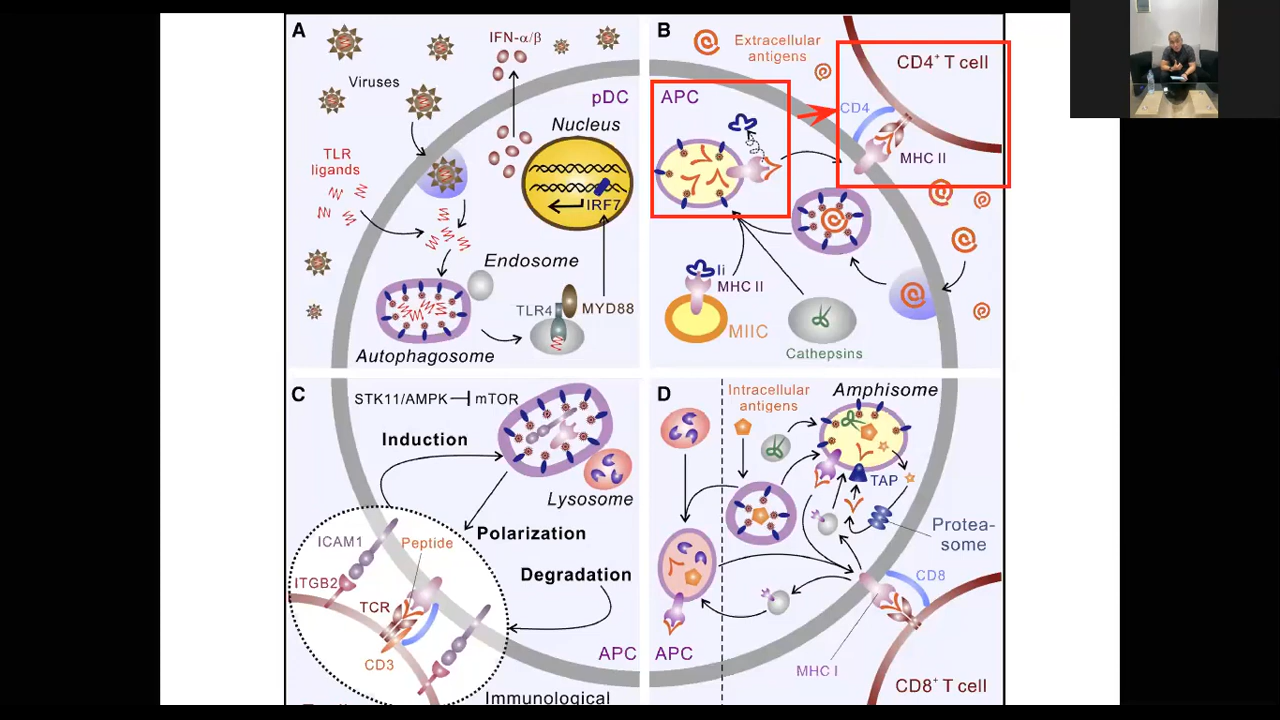 A
IFN-α/β
Viruses
pDC
Nucleus
TLR
ligands
IRF7
Endosome
TLR4
MYD88
Autophagosome
B
Extracellular
antigens
CD4⁺ T cell
APC
CD4
MHC II
Ii
MHC II
MIIC
Cathepsins
C
STK11/AMPK
mTOR
Induction
Lysosome
Polarization
ICAM1
Peptide
Degradation
ITGB2
TCR
CD3
APC
Immunological
D
Intracellular
antigens
Amphisome
TAP
Protea-
some
CD8
APC
MHC I
CD8⁺ T cell